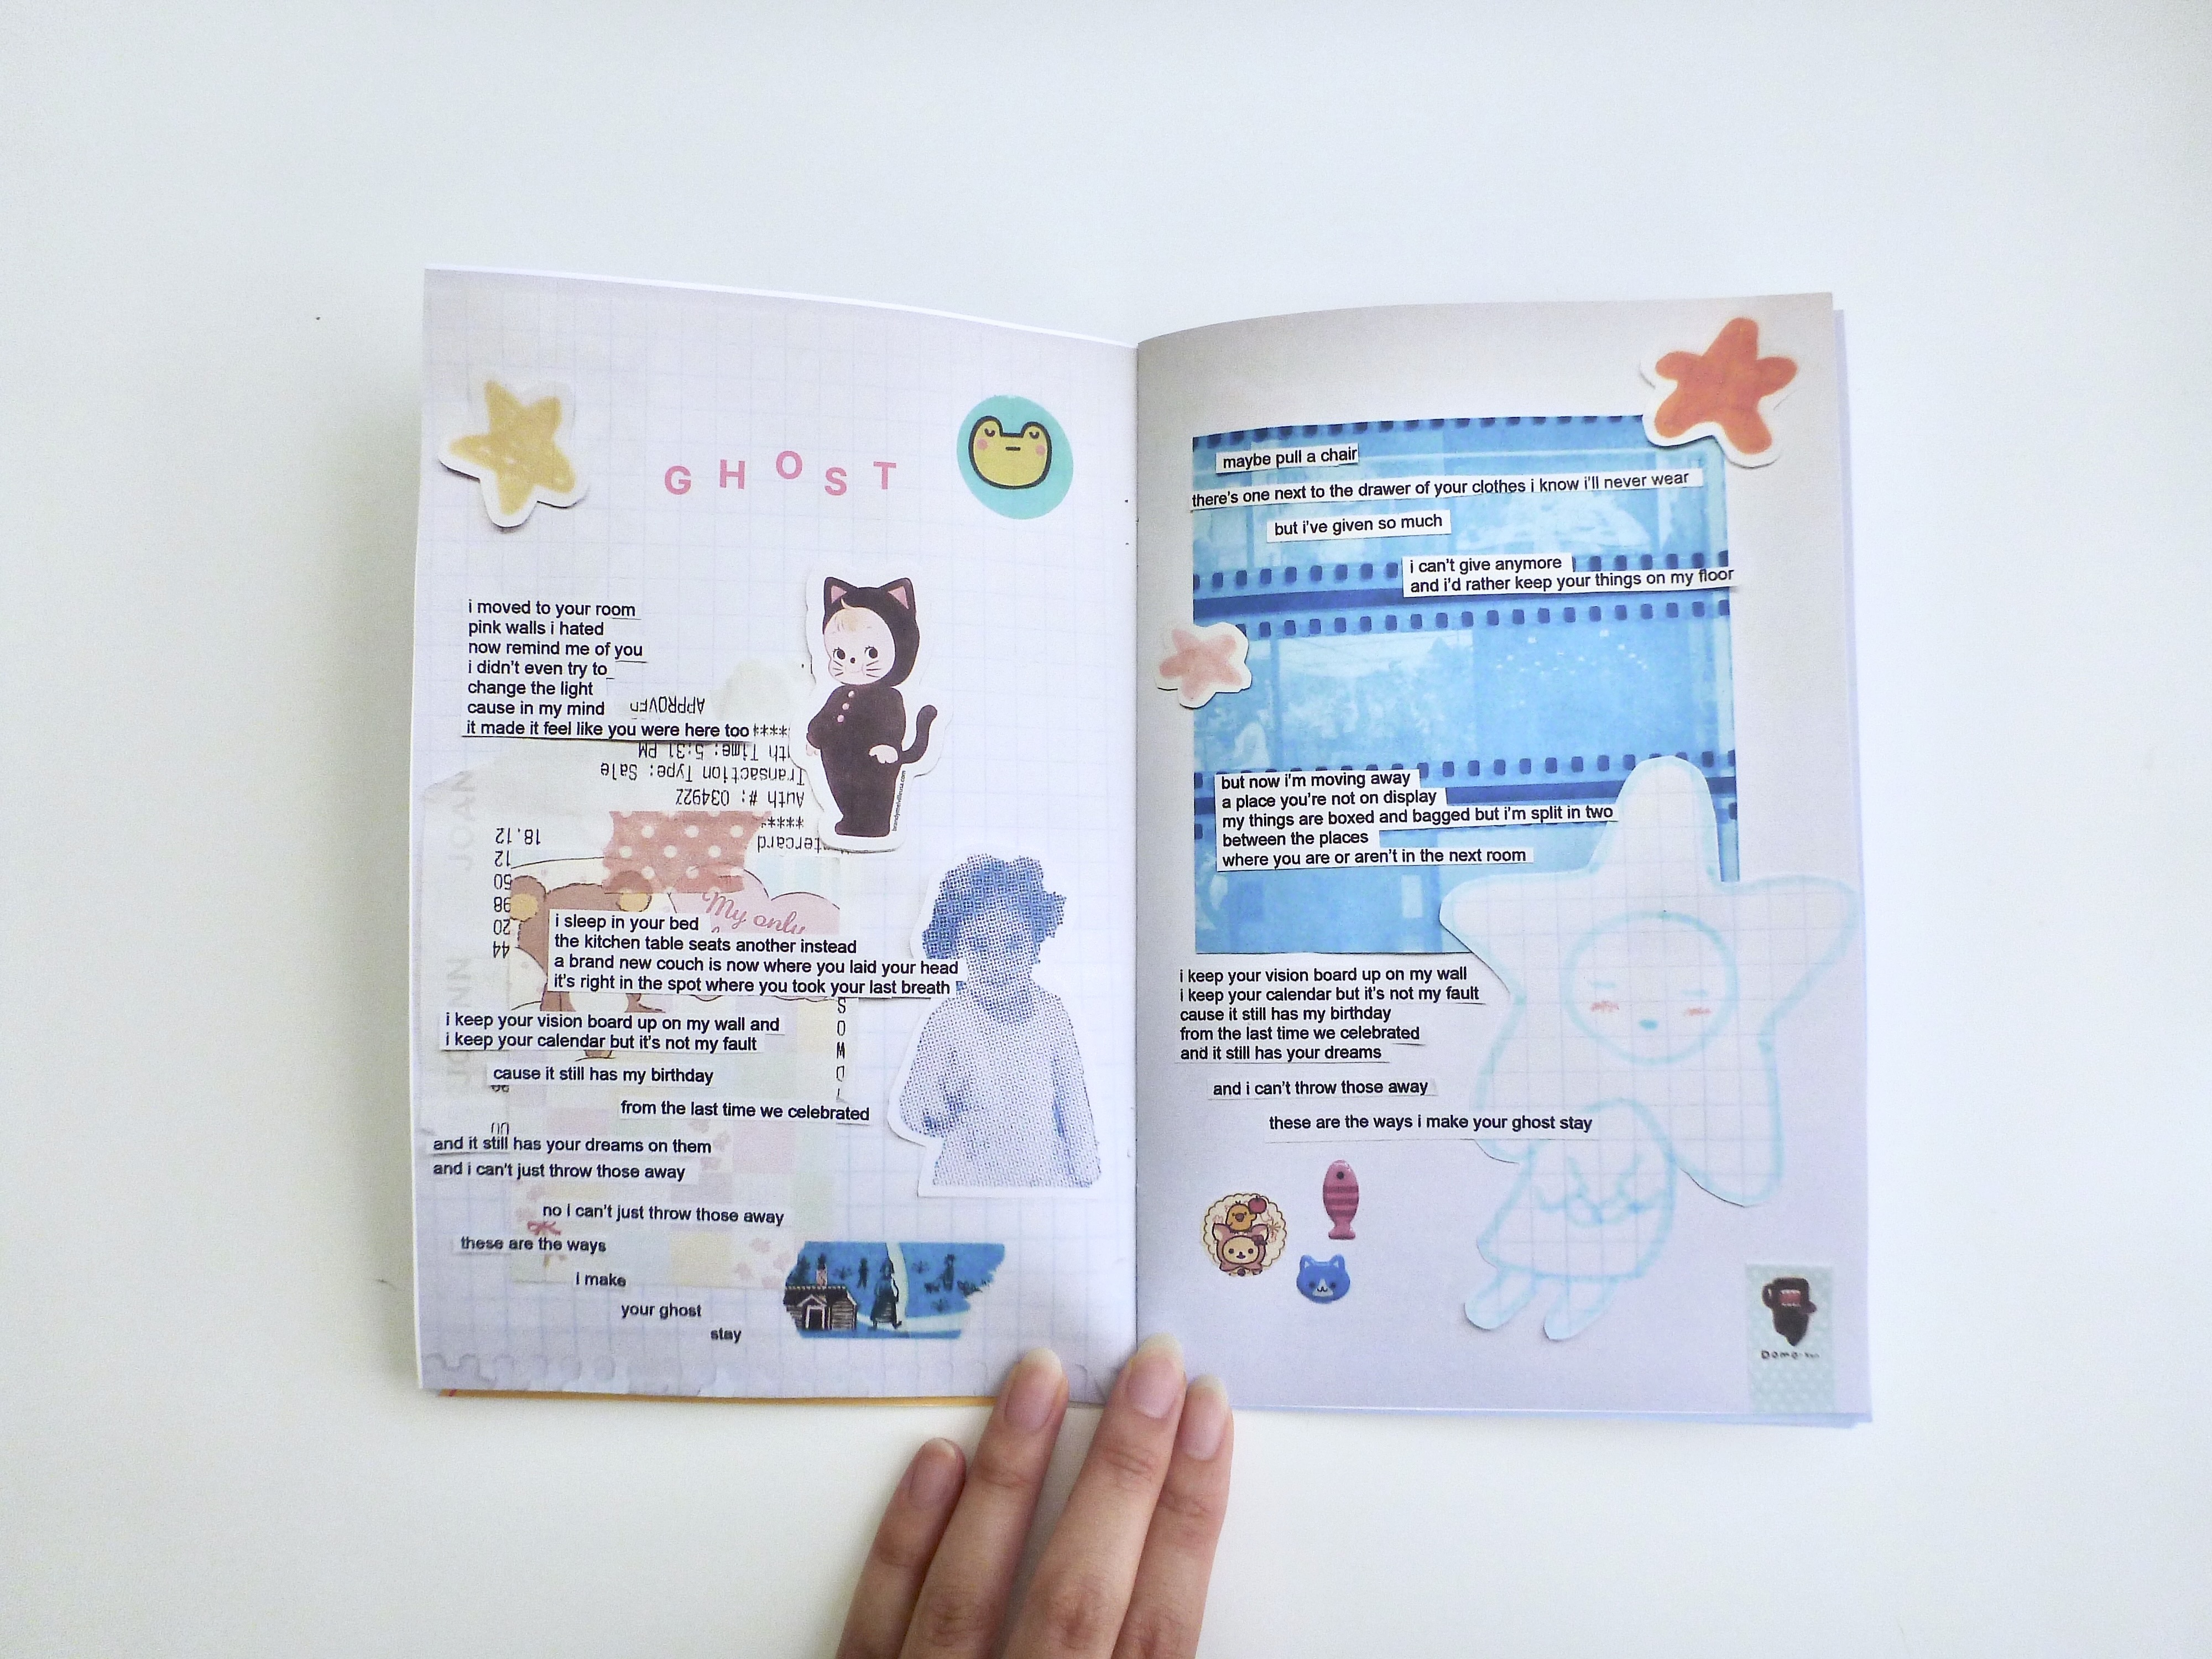 GHOST
i moved to your room
pink walls i hated
now remind me of you
i didn't even try to
change the light
cause in my mind
it made it feel like you were here too
****
APPROVED
5:31 PM
Time:
Transaction Type: Sale
Auth #: 03492Z
****
18.12
12
50
98
20
44
JOANN
JOAN
brandymelvilleusa.com
My only
i sleep in your bed
the kitchen table seats another instead
a brand new couch is now where you laid your head
it's right in the spot where you took your last breath
i keep your vision board up on my wall and
i keep your calendar but it's not my fault
cause it still has my birthday
from the last time we celebrated
and it still has your dreams on them
and i can't just throw those away
no i can't just throw those away
these are the ways
i make
your ghost
stay
maybe pull a chair
there's one next to the drawer of your clothes i know i'll never wear
but i've given so much
i can't give anymore
and i'd rather keep your things on my floor
but now i'm moving away
a place you're not on display
my things are boxed and bagged but i'm split in two
between the places
where you are or aren't in the next room
i keep your vision board up on my wall
i keep your calendar but it's not my fault
cause it still has my birthday
from the last time we celebrated
and it still has your dreams
and i can't throw those away
these are the ways i make your ghost stay
Domo-kun